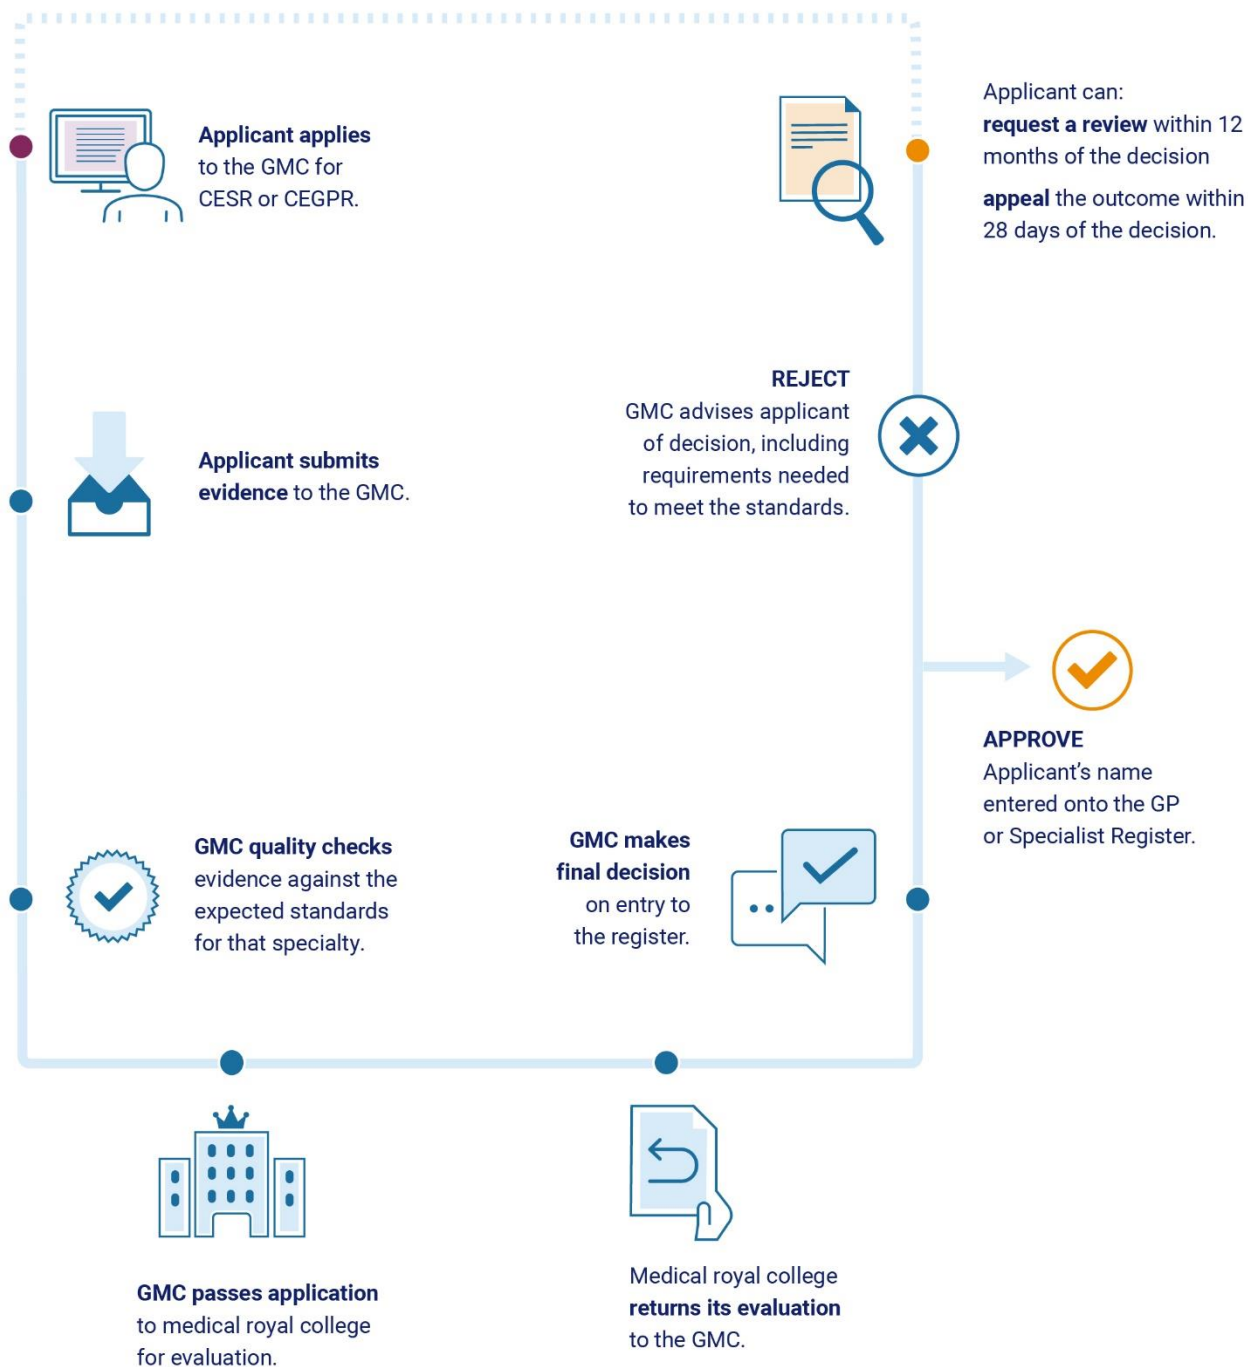 Applicant applies
to the GMC for
CESR or CEGPR.
Applicant submits
evidence to the GMC.
GMC quality checks
evidence against the
expected standards
for that specialty.
GMC passes application
to medical royal college
for evaluation.
Medical royal college
returns its evaluation
to the GMC.
GMC makes
final decision
on entry to
the register.
APPROVE
Applicant’s name
entered onto the GP
or Specialist Register.
REJECT
GMC advises applicant
of decision, including
requirements needed
to meet the standards.
Applicant can:
request a review within 12
months of the decision
appeal the outcome within
28 days of the decision.